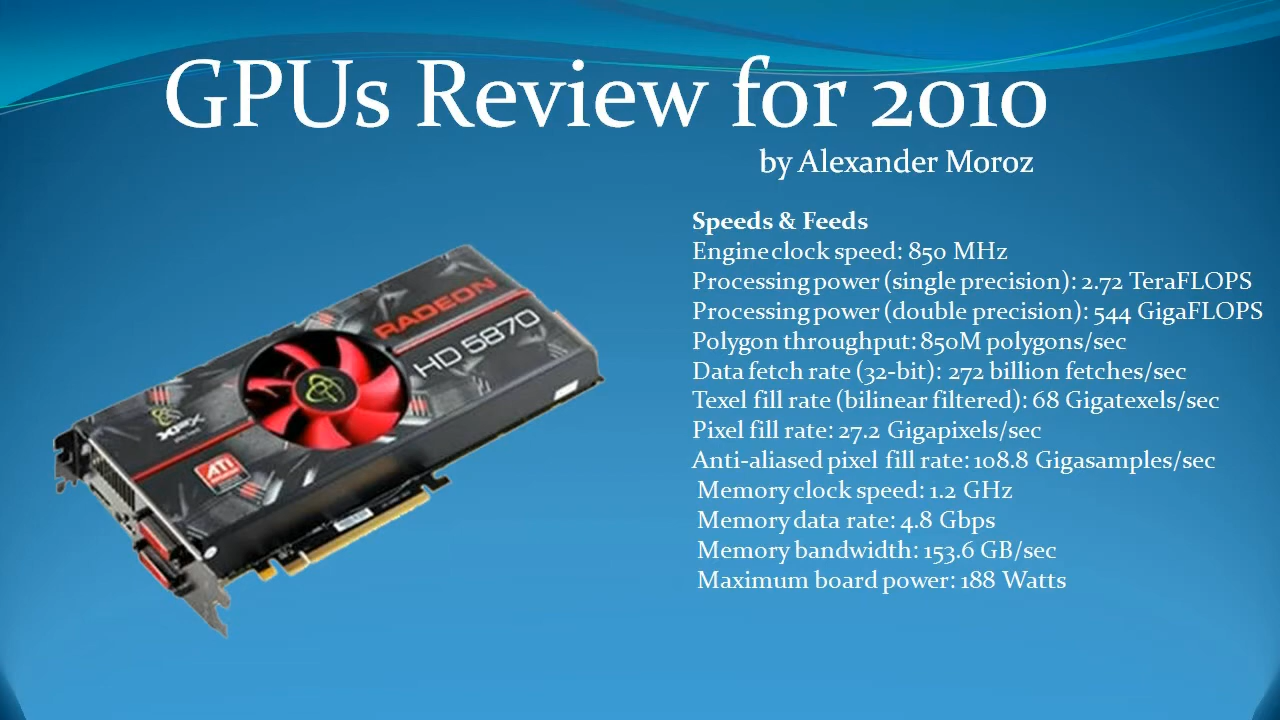 GPUs Review for 2010
by Alexander Moroz
Speeds & Feeds
Engine clock speed: 850 MHz
Processing power (single precision): 2.72 TeraFLOPS
Processing power (double precision): 544 GigaFLOPS
Polygon throughput: 850M polygons/sec
Data fetch rate (32-bit): 272 billion fetches/sec
Texel fill rate (bilinear filtered): 68 Gigatexels/sec
Pixel fill rate: 27.2 Gigapixels/sec
Anti-aliased pixel fill rate: 108.8 Gigasamples/sec
Memory clock speed: 1.2 GHz
Memory data rate: 4.8 Gbps
Memory bandwidth: 153.6 GB/sec
Maximum board power: 188 Watts
RADEON
HD 5870
XFX
ATI